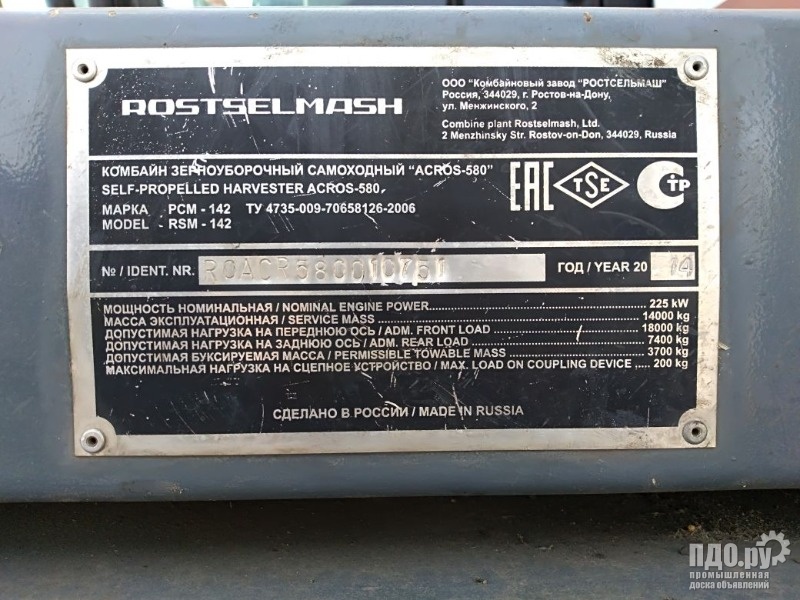 ROSTSELMASH
ООО "Комбайновый завод "РОСТСЕЛЬМАШ"
Россия, 344029, г. Ростов-на-Дону,
ул. Менжинского, 2
Combine plant Rostselmash, Ltd.
2 Menzhinsky Str. Rostov-on-Don, 344029, Russia
КОМБАЙН ЗЕРНОУБОРОЧНЫЙ САМОХОДНЫЙ "ACROS-580"
SELF-PROPELLED HARVESTER ACROS-580
МАРКА РСМ - 142 ТУ 4735-009-70658126-2006
MODEL - RSM - 142
EAC TSE СТР
№ / IDENT. NR. R0ACR580010751 ГОД / YEAR 20 14
МОЩНОСТЬ НОМИНАЛЬНАЯ / NOMINAL ENGINE POWER 225 kW
МАССА ЭКСПЛУАТАЦИОННАЯ / SERVICE MASS 14000 kg
ДОПУСТИМАЯ НАГРУЗКА НА ПЕРЕДНЮЮ ОСЬ / ADM. FRONT LOAD 18000 kg
ДОПУСТИМАЯ НАГРУЗКА НА ЗАДНЮЮ ОСЬ / ADM. REAR LOAD 7400 kg
ДОПУСТИМАЯ БУКСИРУЕМАЯ МАССА / PERMISSIBLE TOWABLE MASS 3700 kg
МАКСИМАЛЬНАЯ НАГРУЗКА НА СЦЕПНОЕ УСТРОЙСТВО / MAX. LOAD ON COUPLING DEVICE 200 kg
СДЕЛАНО В РОССИИ / MADE IN RUSSIA
ПДО.ру
промышленная
доска объявлений